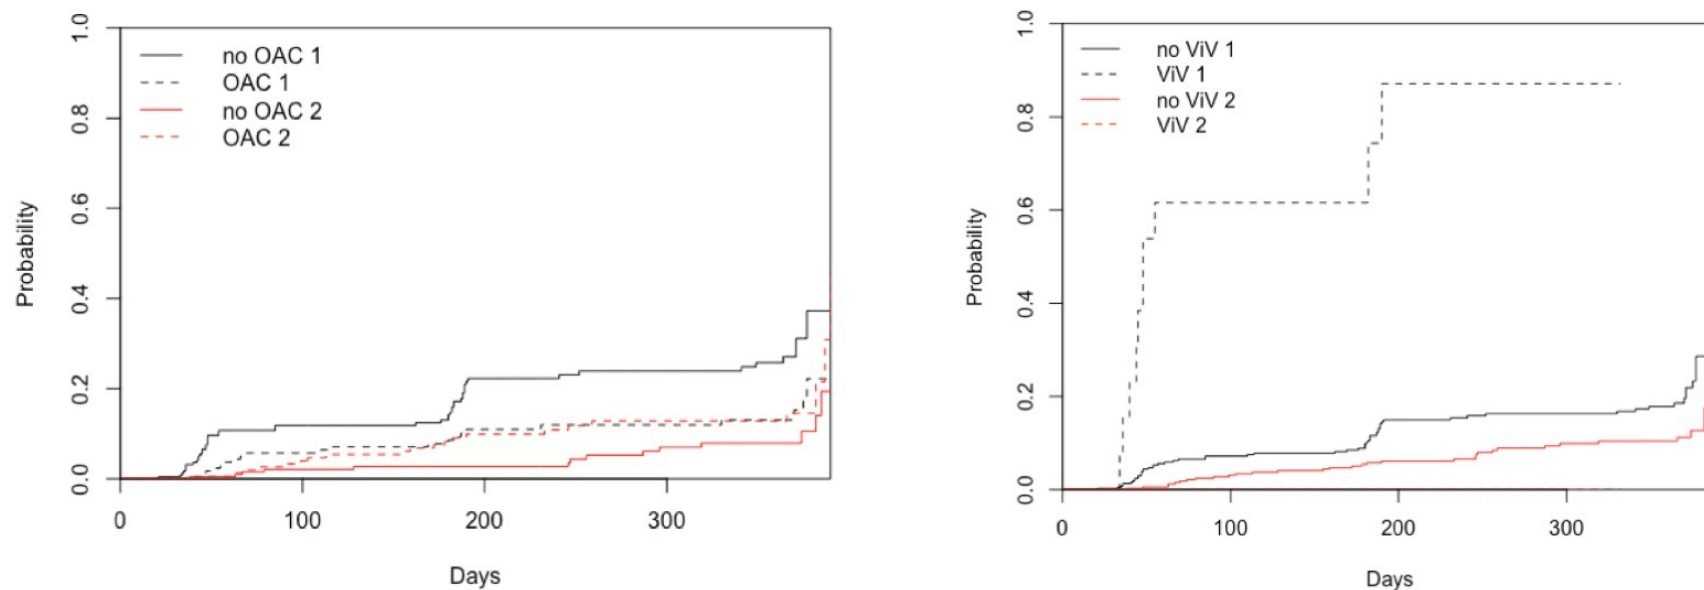 1.0
0.8
0.6
0.4
0.2
0.0
Probability
no OAC 1
OAC 1
no OAC 2
OAC 2
0
100
200
300
Days
1.0
0.8
0.6
0.4
0.2
0.0
Probability
no ViV 1
ViV 1
no ViV 2
ViV 2
0
100
200
300
Days